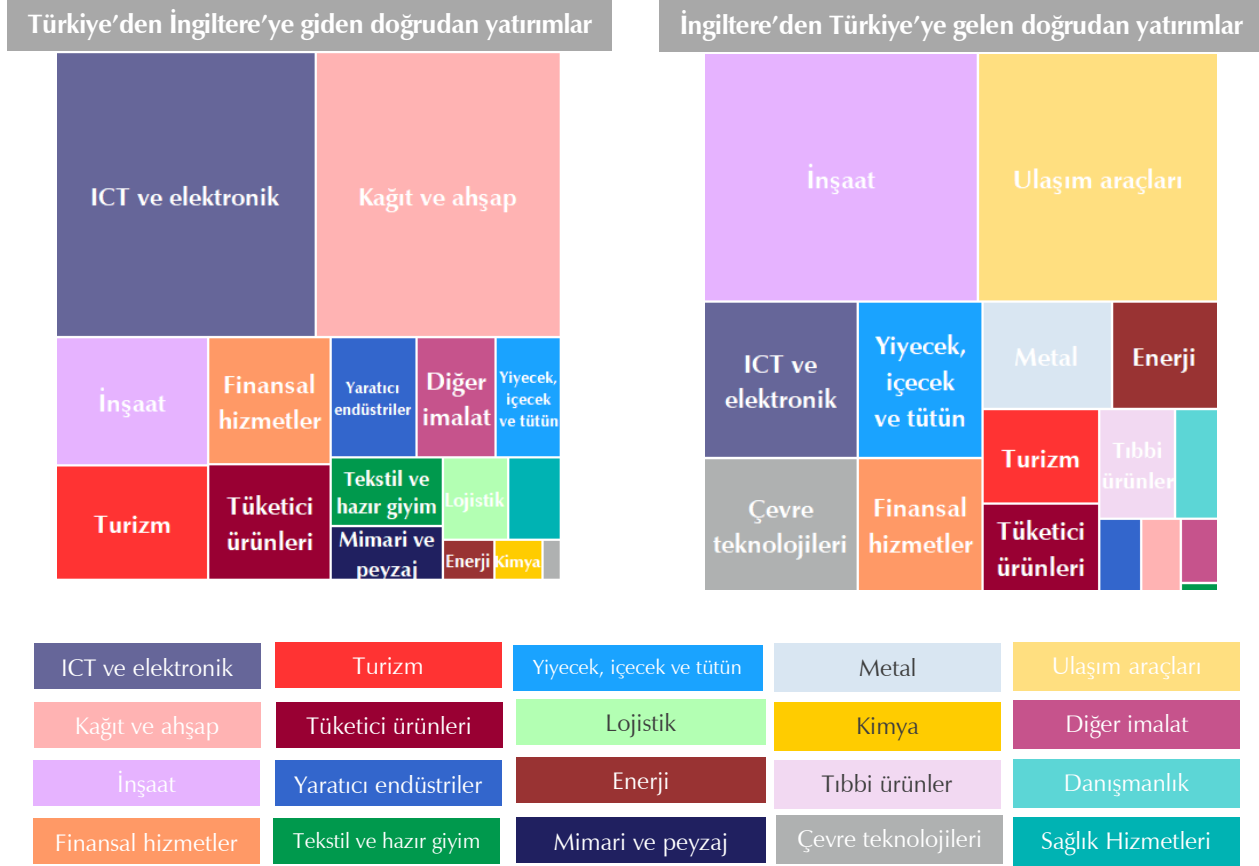 Türkiye’den İngiltere’ye giden doğrudan yatırımlar
ICT ve elektronik
Kağıt ve ahşap
İnşaat
Finansal
hizmetler
Yaratıcı
endüstriler
Diğer
imalat
Yiyecek,
içecek
ve tütün
Turizm
Tüketici
ürünleri
Tekstil ve
hazır giyim
Lojistik
Mimari ve
peyzaj
Enerji
Kimya
İngiltere’den Türkiye’ye gelen doğrudan yatırımlar
İnşaat
Ulaşım araçları
ICT ve
elektronik
Yiyecek,
içecek
ve tütün
Metal
Enerji
Turizm
Tıbbi
ürünler
Çevre
teknolojileri
Finansal
hizmetler
Tüketici
ürünleri
ICT ve elektronik
Turizm
Yiyecek, içecek ve tütün
Metal
Ulaşım araçları
Kağıt ve ahşap
Tüketici ürünleri
Lojistik
Kimya
Diğer imalat
İnşaat
Yaratıcı endüstriler
Enerji
Tıbbi ürünler
Danışmanlık
Finansal hizmetler
Tekstil ve hazır giyim
Mimari ve peyzaj
Çevre teknolojileri
Sağlık Hizmetleri